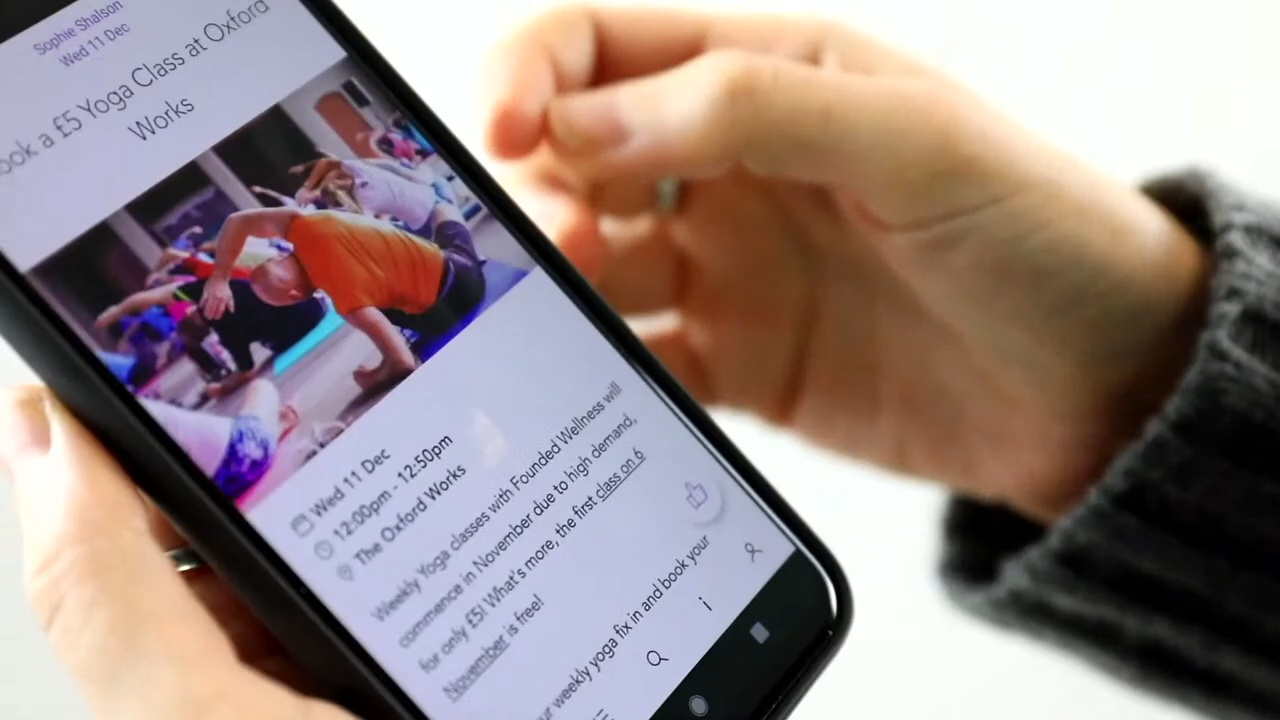 Sophie Shalson
Wed 11 Dec
ook a £5 Yoga Class at Oxford
Works
Wed 11 Dec
12:00pm - 12:50pm
The Oxford Works
Weekly Yoga classes with Founded Wellness will
commence in November due to high demand,
for only £5! What's more, the first class on 6
November is free!
ur weekly yoga fix in and book your